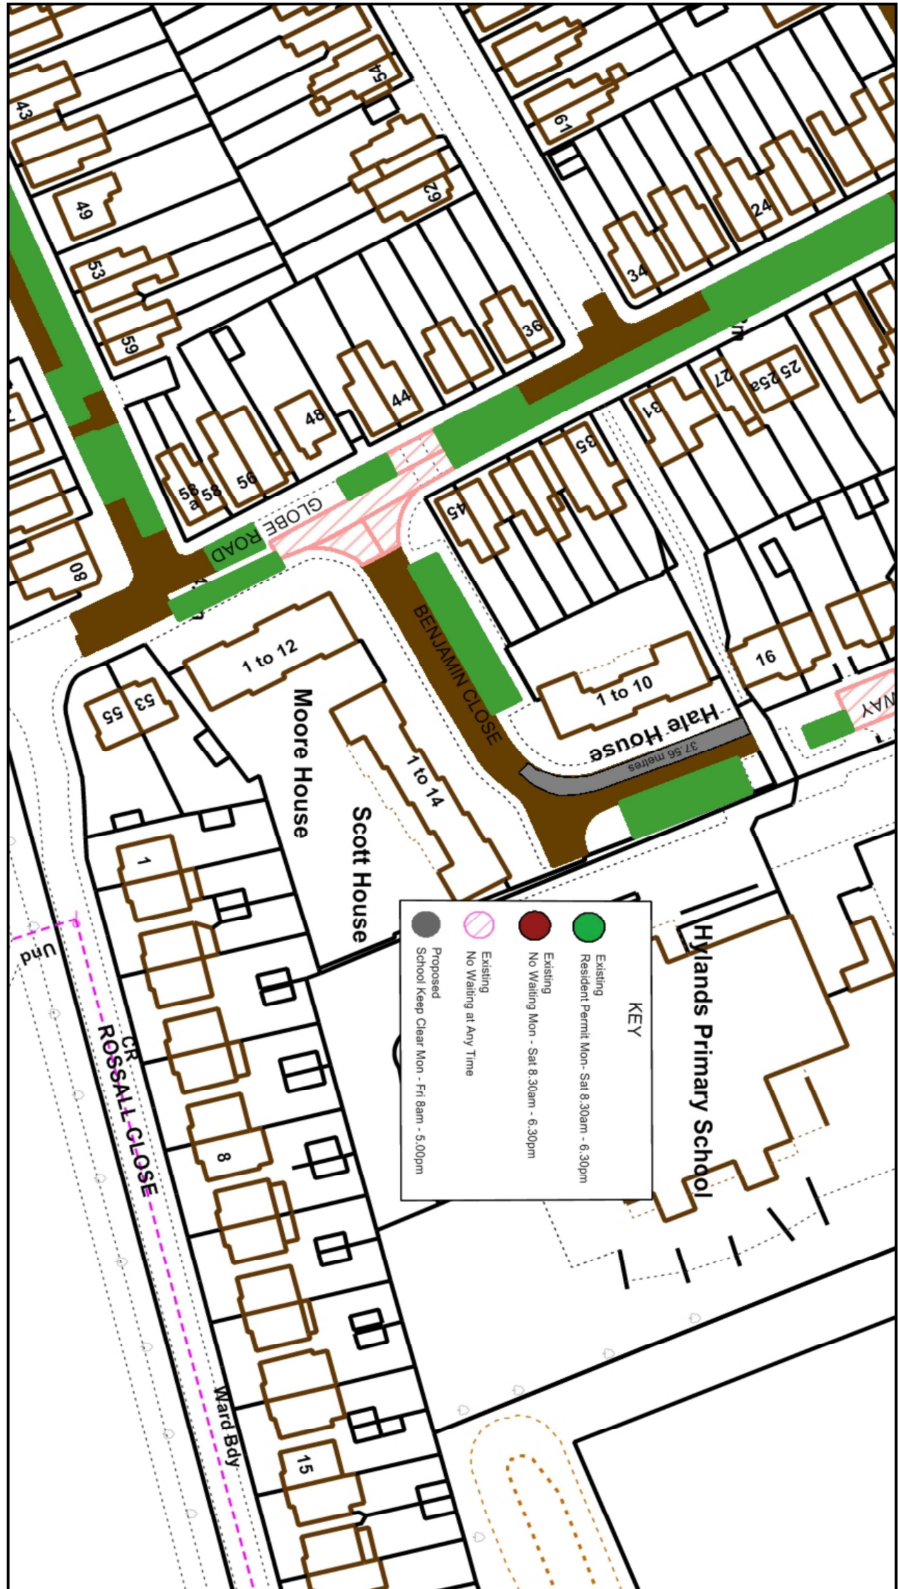 54
61
43
62
24
49
34
53
36
59
27
25 25a
31
44
48
35
56
58
45
GLOBE ROAD
80
BENJAMIN CLOSE
1 to 12
16
1 to 10
WAY
53
55
Hale House
37.56 metres
Moore House
1 to 14
Scott House
1
Hylands Primary School
KEY
Existing
Resident Permit Mon- Sat 8.30am - 6.30pm
Existing
No Waiting Mon - Sat 8.30am - 6.30pm
Existing
No Waiting at Any Time
Proposed
School Keep Clear Mon - Fri 8am - 5.00pm
Und
CR
ROSSALL CLOSE
8
Ward Bdy
15